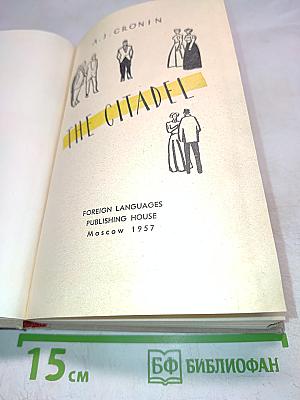 A. J. CRONIN
THE CITADEL
FOREIGN LANGUAGES
PUBLISHING HOUSE
Moscow 1957
15 см
БФ БИБЛИОФАН